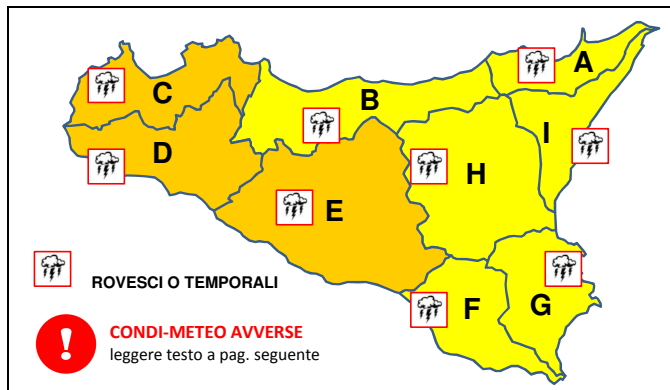 A
C
B
I
D
H
E
F
G
ROVESCI O TEMPORALI
CONDI-METEO AVVERSE
leggere testo a pag. seguente